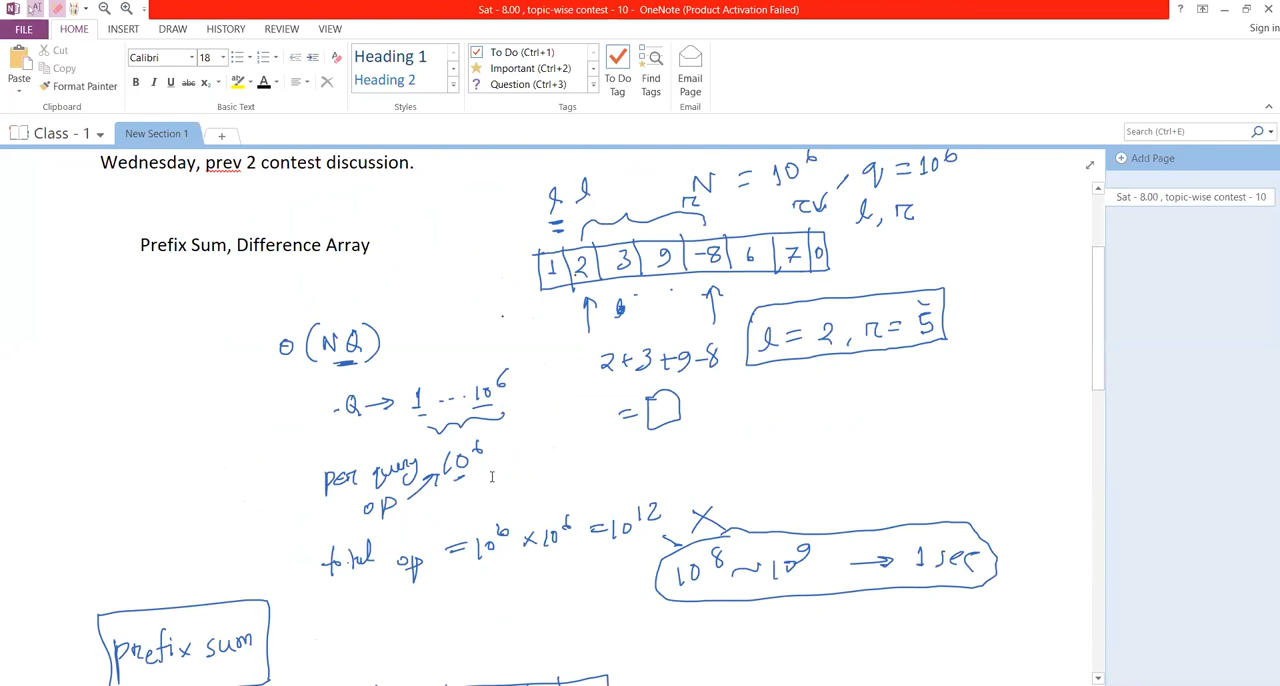 Sat - 8.00 , topic-wise contest - 10 - OneNote (Product Activation Failed)
FILE HOME INSERT DRAW HISTORY REVIEW VIEW
Sign in
Cut
Copy
Format Painter
Paste
Calibri 18
B I U abc X₂ A
Heading 1
Heading 2
To Do (Ctrl+1)
Important (Ctrl+2)
Question (Ctrl+3)
To Do Tag
Find Tags
Email Page
Clipboard Basic Text Styles Tags Email
Class - 1 New Section 1
Search (Ctrl+E)
Add Page
Sat - 8.00 , topic-wise contest - 10
Wednesday, prev 2 contest discussion.
N = 10^6 , q = 10^6
l r
l, r
Prefix Sum, Difference Array
1 2 3 9 -8 6 7 0
l = 2, r = 5
θ (NQ)
2+3+9-8
=
Q → 1 ... 10^6
per query 10^6
op
total op = 10^6 × 10^6 = 10^12 X
10^8 ~ 10^9 → 1 sec
prefix sum